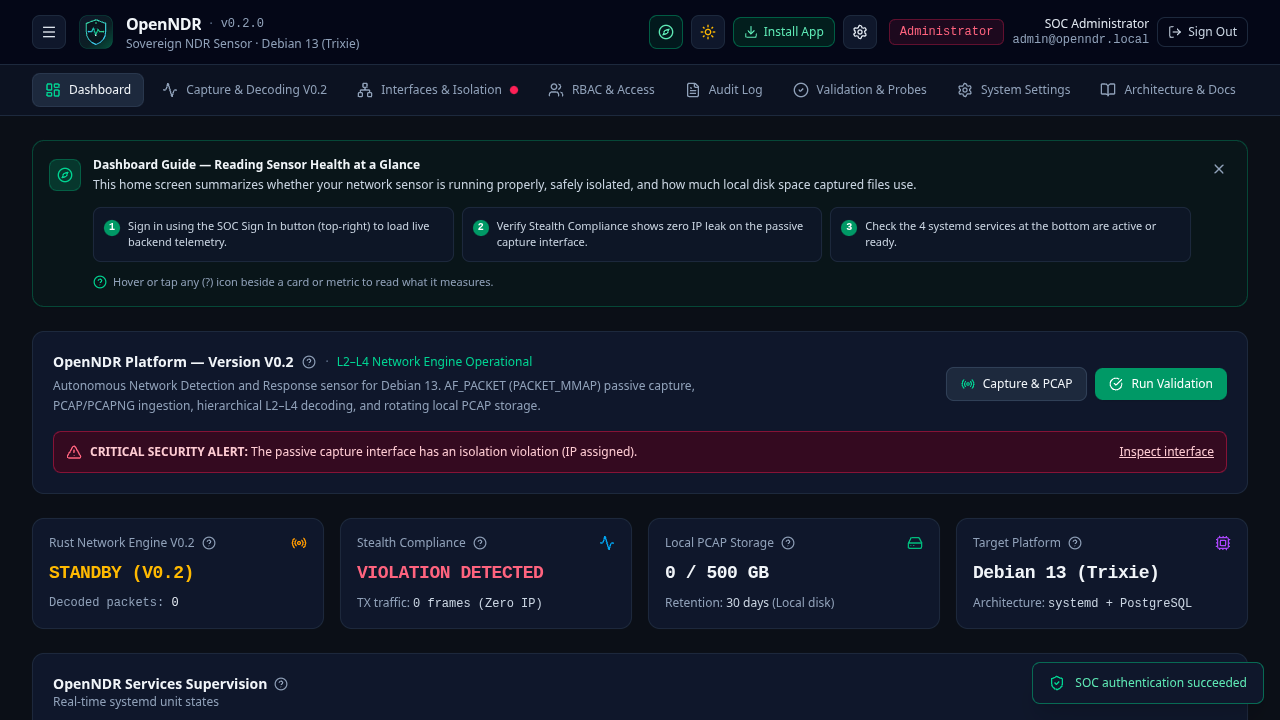 OpenNDR · v0.2.0
Sovereign NDR Sensor · Debian 13 (Trixie)
Install App
Administrator
SOC Administrator
admin@openndr.local
Sign Out
Dashboard
Capture & Decoding V0.2
Interfaces & Isolation
RBAC & Access
Audit Log
Validation & Probes
System Settings
Architecture & Docs
Dashboard Guide — Reading Sensor Health at a Glance
This home screen summarizes whether your network sensor is running properly, safely isolated, and how much local disk space captured files use.
1 Sign in using the SOC Sign In button (top-right) to load live
backend telemetry.
2 Verify Stealth Compliance shows zero IP leak on the passive
capture interface.
3 Check the 4 systemd services at the bottom are active or
ready.
Hover or tap any (?) icon beside a card or metric to read what it measures.
OpenNDR Platform — Version V0.2 · L2–L4 Network Engine Operational
Autonomous Network Detection and Response sensor for Debian 13. AF_PACKET (PACKET_MMAP) passive capture,
PCAP/PCAPNG ingestion, hierarchical L2–L4 decoding, and rotating local PCAP storage.
Capture & PCAP
Run Validation
CRITICAL SECURITY ALERT: The passive capture interface has an isolation violation (IP assigned).
Inspect interface
Rust Network Engine V0.2
STANDBY (V0.2)
Decoded packets: 0
Stealth Compliance
VIOLATION DETECTED
TX traffic: 0 frames (Zero IP)
Local PCAP Storage
0 / 500 GB
Retention: 30 days (Local disk)
Target Platform
Debian 13 (Trixie)
Architecture: systemd + PostgreSQL
OpenNDR Services Supervision
Real-time systemd unit states
SOC authentication succeeded